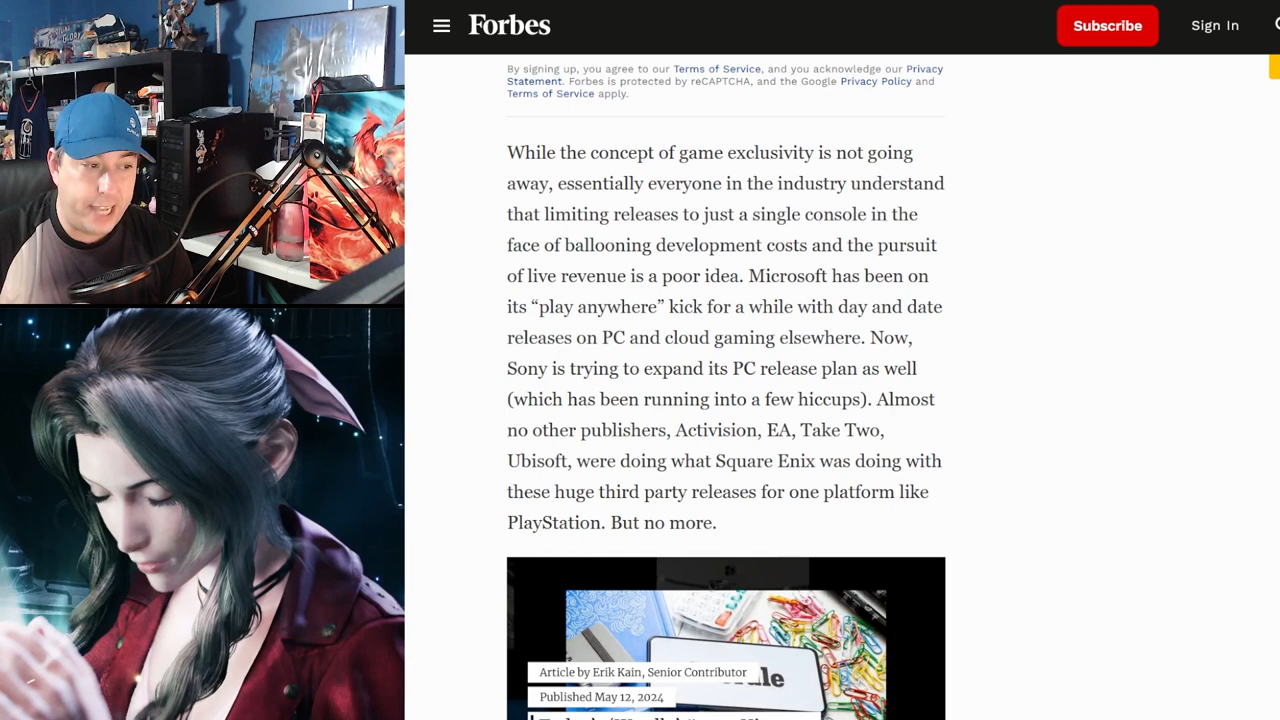 Forbes
Subscribe
Sign In
By signing up, you agree to our Terms of Service, and you acknowledge our Privacy
Statement. Forbes is protected by reCAPTCHA, and the Google Privacy Policy and
Terms of Service apply.
While the concept of game exclusivity is not going
away, essentially everyone in the industry understand
that limiting releases to just a single console in the
face of ballooning development costs and the pursuit
of live revenue is a poor idea. Microsoft has been on
its “play anywhere” kick for a while with day and date
releases on PC and cloud gaming elsewhere. Now,
Sony is trying to expand its PC release plan as well
(which has been running into a few hiccups). Almost
no other publishers, Activision, EA, Take Two,
Ubisoft, were doing what Square Enix was doing with
these huge third party releases for one platform like
PlayStation. But no more.
Article by Erik Kain, Senior Contributor
Published May 12, 2024